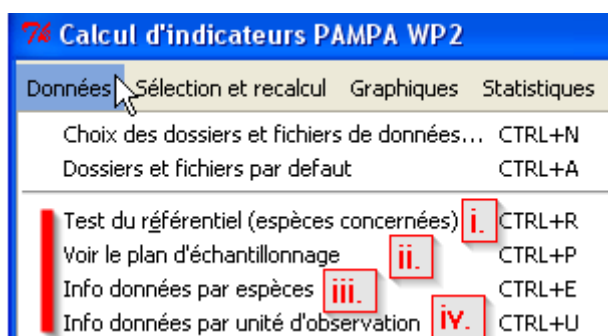 7% Calcul d'indicateurs PAMPA WP2
Données Sélection et recalcul Graphiques Statistiques
Choix des dossiers et fichiers de données... CTRL+N
Dossiers et fichiers par defaut CTRL+A
Test du référentiel (espèces concernées) i. CTRL+R
Voir le plan d'échantillonnage ii. CTRL+P
Info données par espèces iii. CTRL+E
Info données par unité d'observation iv. CTRL+U